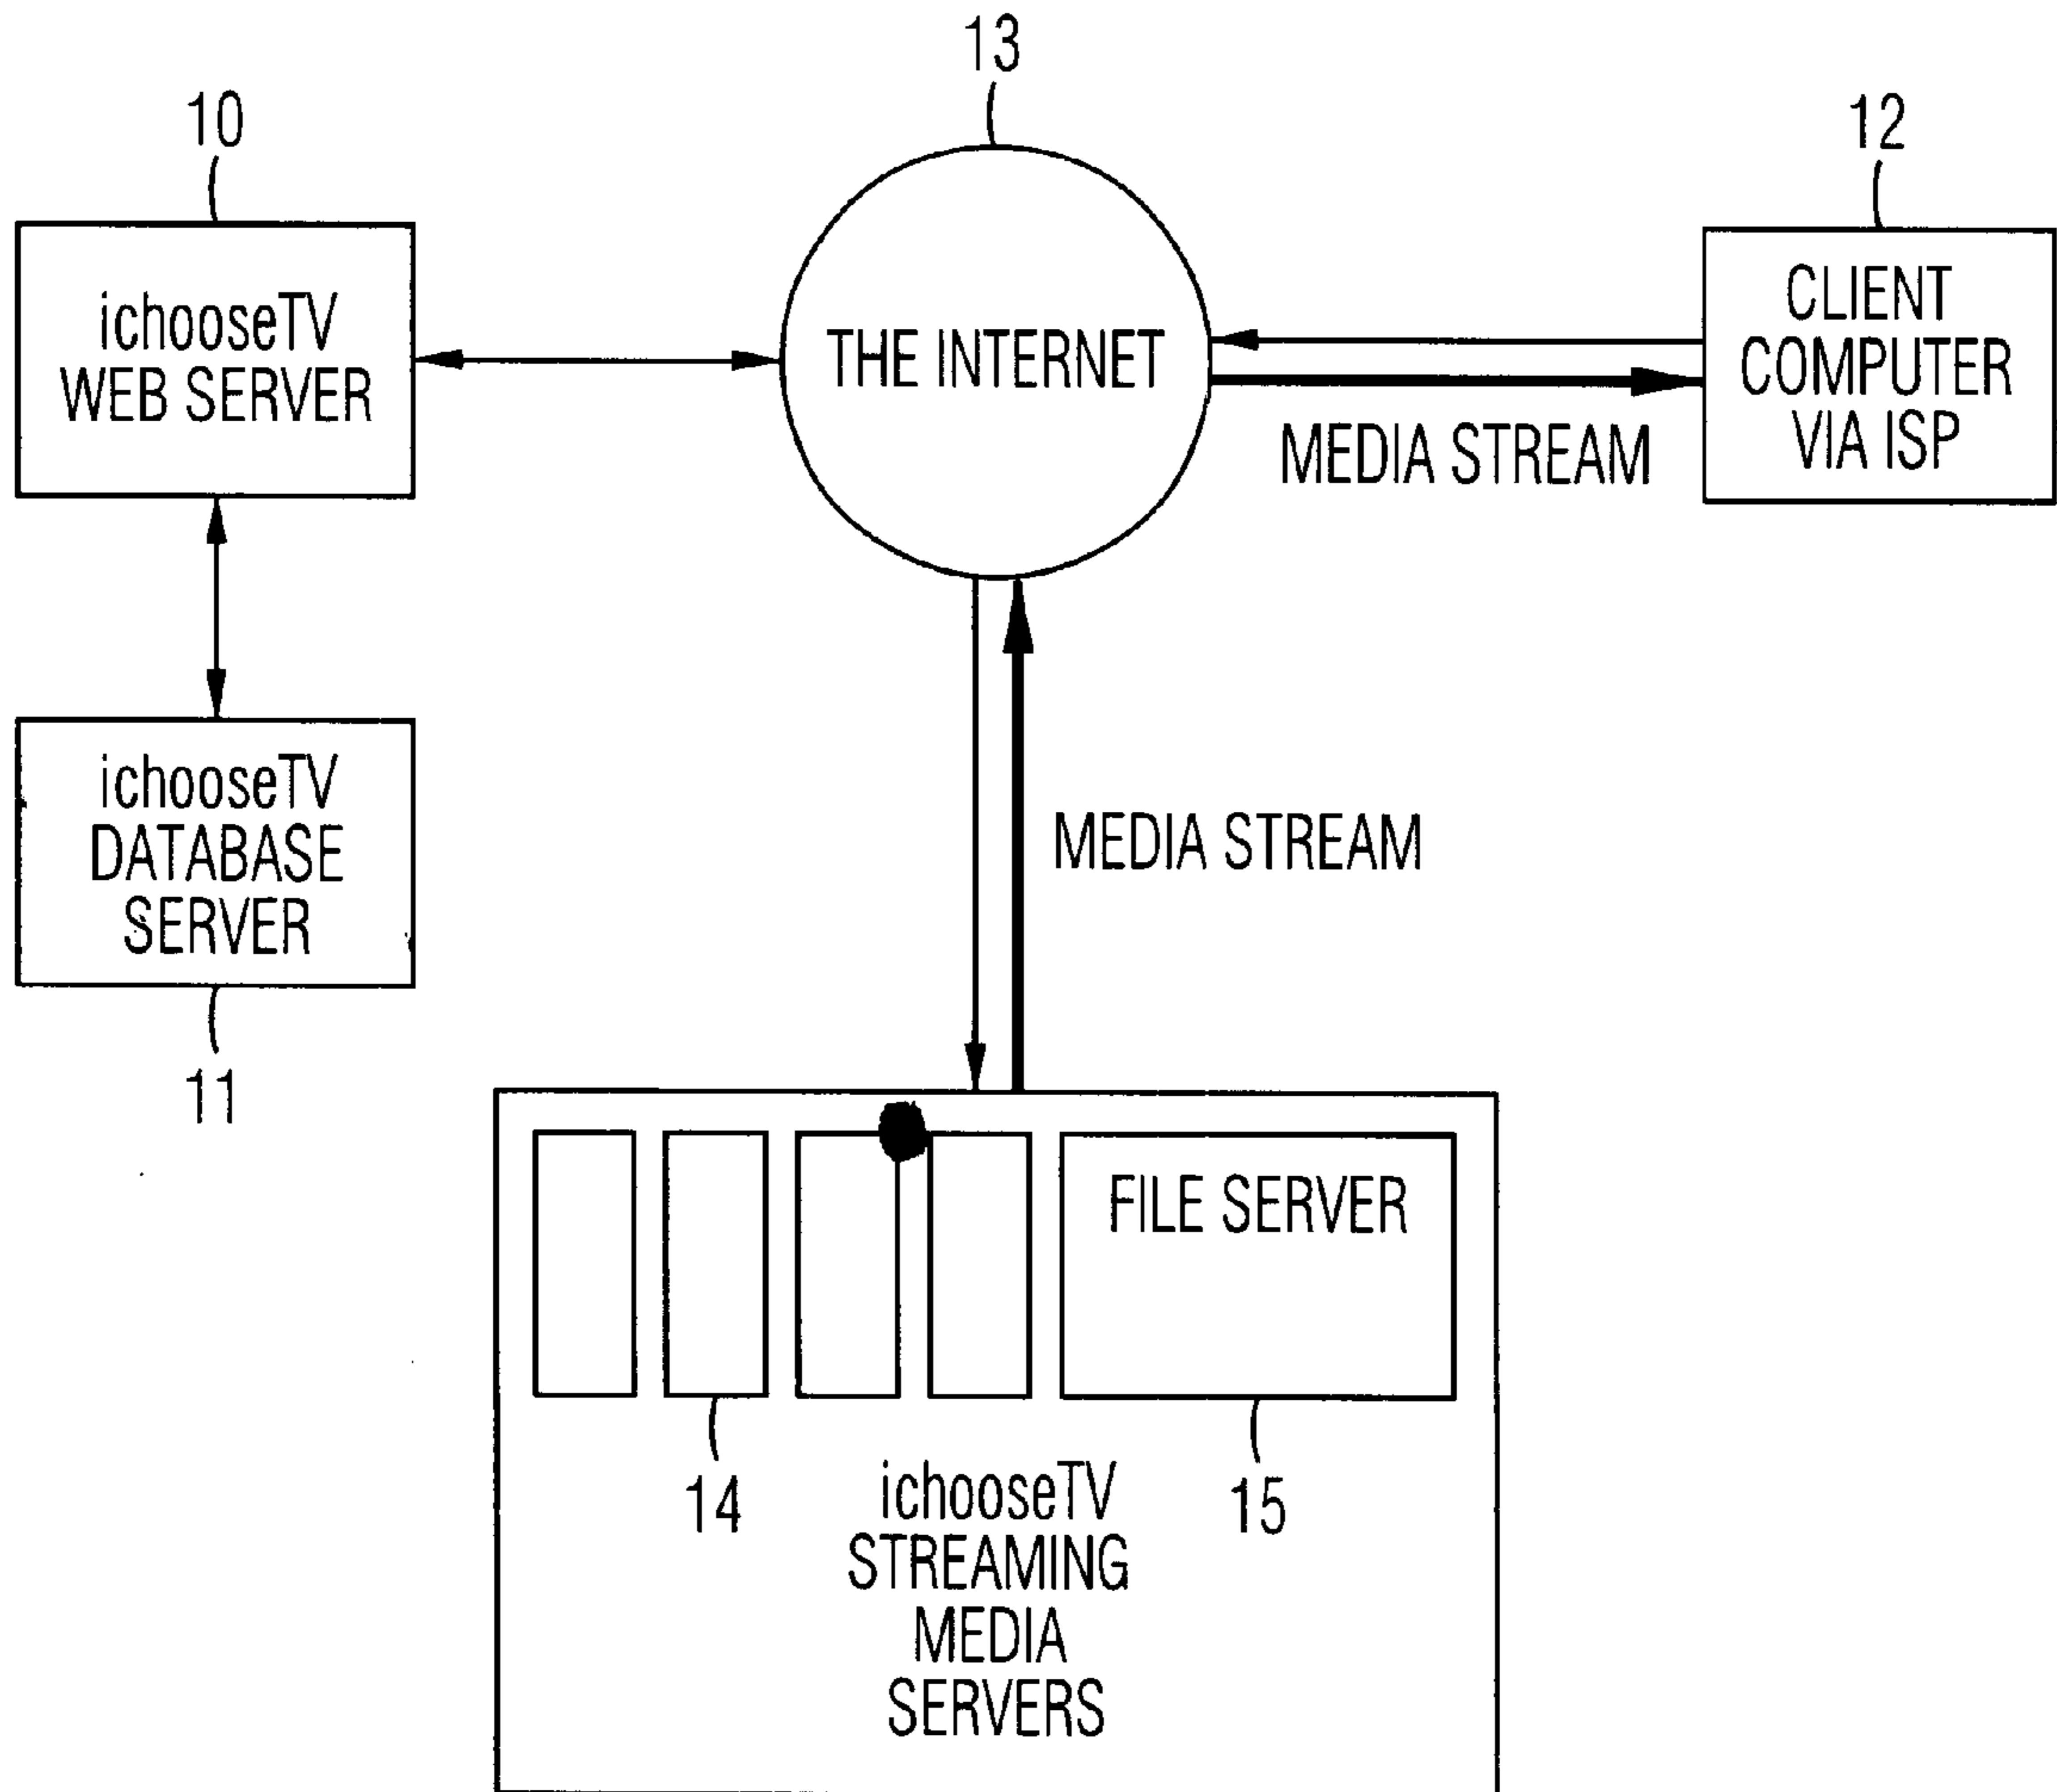 13
10
12
ichooseTV
WEB SERVER
THE INTERNET
CLIENT
COMPUTER
VIA ISP
MEDIA STREAM
ichooseTV
DATABASE
SERVER
11
MEDIA STREAM
FILE SERVER
14
15
ichooseTV
STREAMING
MEDIA
SERVERS